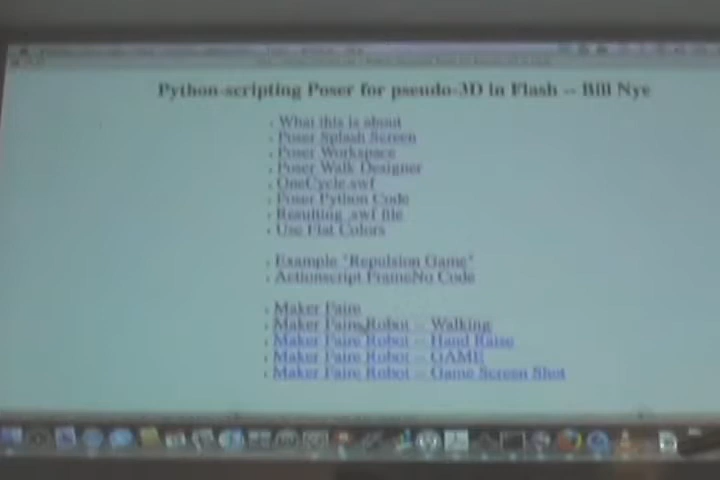 Python-scripting Poser for pseudo-3D in Flash -- Bill Nye
What this is about
Poser Splash Screen
Poser Workspace
Poser Walk Designer
OneCycle.swf
Poser Python Code
Resulting .swf file
Use Flat Colors
Example "Repulsion Game"
Actionscript FrameNo Code
Maker Faire
Maker Faire Robot -- Walking
Maker Faire Robot -- Hand Raise
Maker Faire Robot -- GAME
Maker Faire Robot -- Game Screen Shot